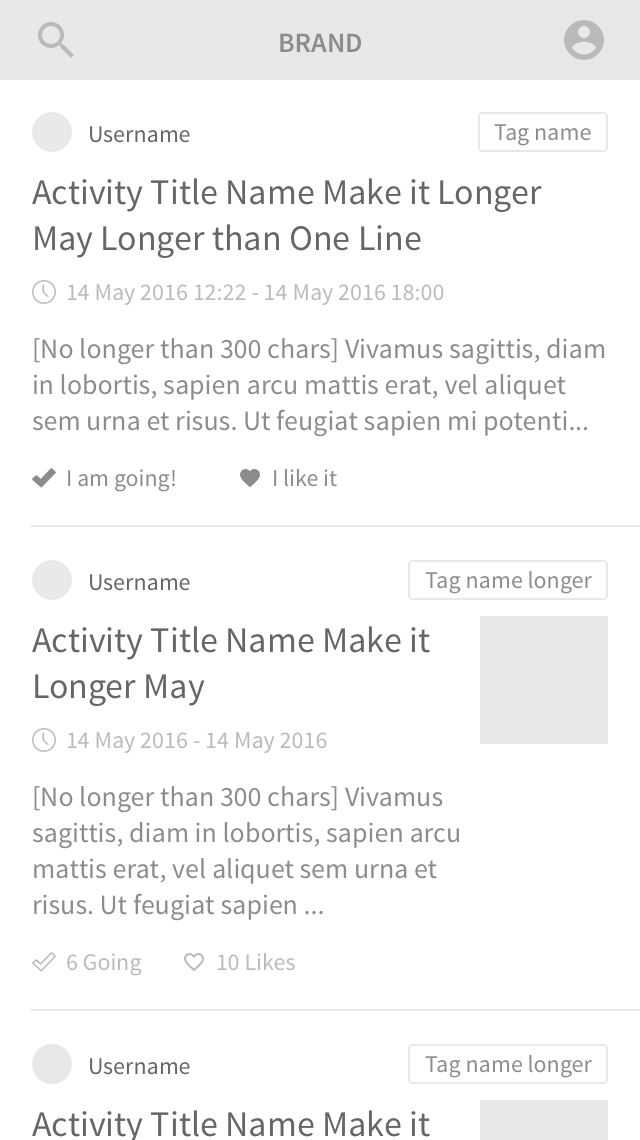 BRAND
Username
Tag name
Activity Title Name Make it Longer
May Longer than One Line
14 May 2016 12:22 - 14 May 2016 18:00
[No longer than 300 chars] Vivamus sagittis, diam
in lobortis, sapien arcu mattis erat, vel aliquet
sem urna et risus. Ut feugiat sapien mi potenti...
I am going!
I like it
Username
Tag name longer
Activity Title Name Make it
Longer May
14 May 2016 - 14 May 2016
[No longer than 300 chars] Vivamus
sagittis, diam in lobortis, sapien arcu
mattis erat, vel aliquet sem urna et
risus. Ut feugiat sapien ...
6 Going
10 Likes
Username
Tag name longer
Activity Title Name Make it